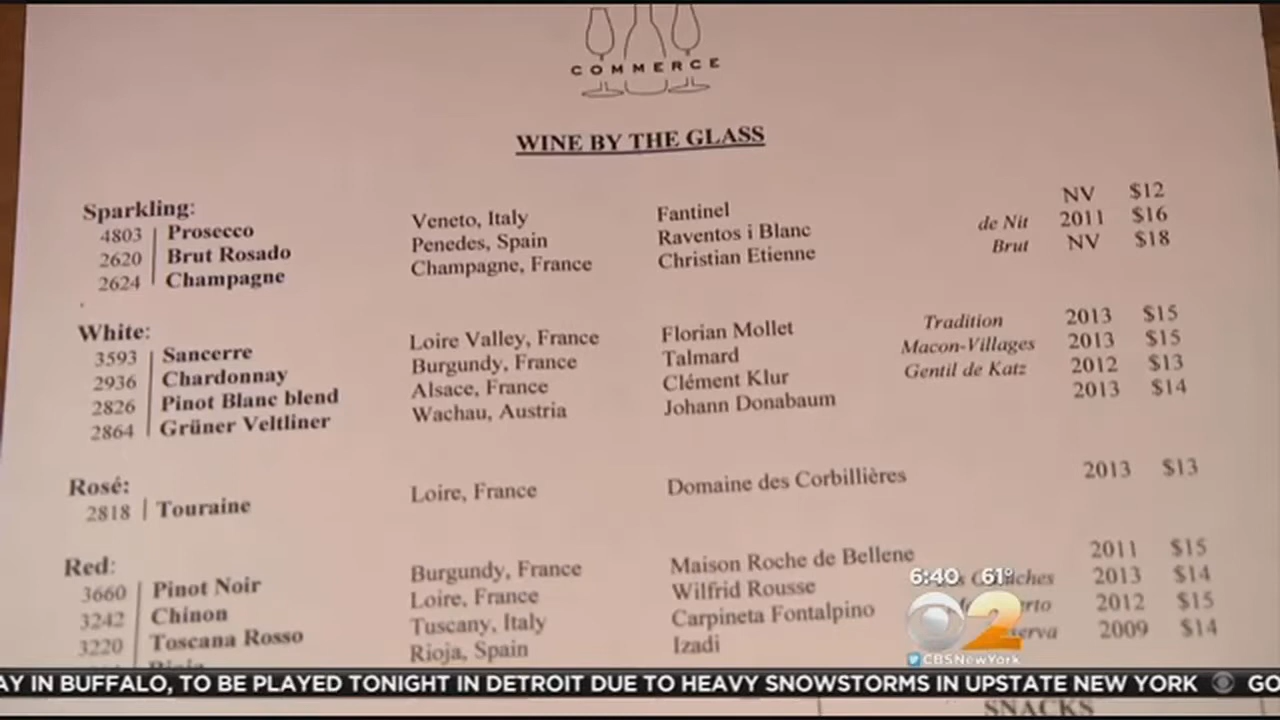 COMMERCE
WINE BY THE GLASS
Sparkling:
4803 Prosecco Veneto, Italy Fantinel NV $12
2620 Brut Rosado Penedes, Spain Raventos i Blanc de Nit 2011 $16
2624 Champagne Champagne, France Christian Etienne Brut NV $18
White:
3593 Sancerre Loire Valley, France Florian Mollet Tradition 2013 $15
2936 Chardonnay Burgundy, France Talmard Macon-Villages 2013 $15
2826 Pinot Blanc blend Alsace, France Clément Klur Gentil de Katz 2012 $13
2864 Grüner Veltliner Wachau, Austria Johann Donabaum 2013 $14
Rosé:
2818 Touraine Loire, France Domaine des Corbillières 2013 $13
Red:
3660 Pinot Noir Burgundy, France Maison Roche de Bellene 2011 $15
3242 Chinon Loire, France Wilfrid Rousse 2013 $14
3220 Toscana Rosso Tuscany, Italy Carpineta Fontalpino 2012 $15
Rioja Rioja, Spain Izadi 2009 $14
6:40 61°
2
CBSNewYork
AY IN BUFFALO, TO BE PLAYED TONIGHT IN DETROIT DUE TO HEAVY SNOWSTORMS IN UPSTATE NEW YORK GO
SNACKS